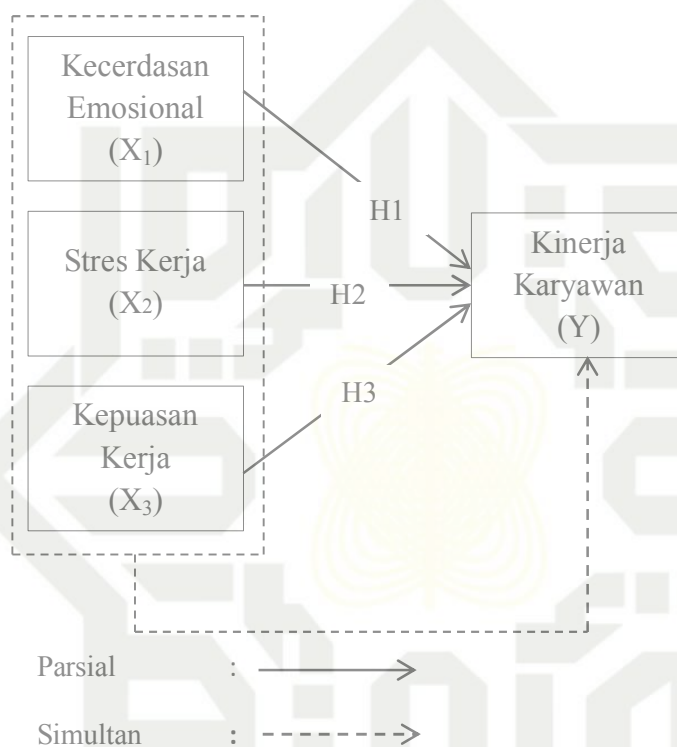 Kecerdasan
Emosional
(X₁)
H1
Stres Kerja
(X₂)
H2
Kinerja
Karyawan
(Y)
Kepuasan
Kerja
(X₃)
H3
Parsial :
Simultan :